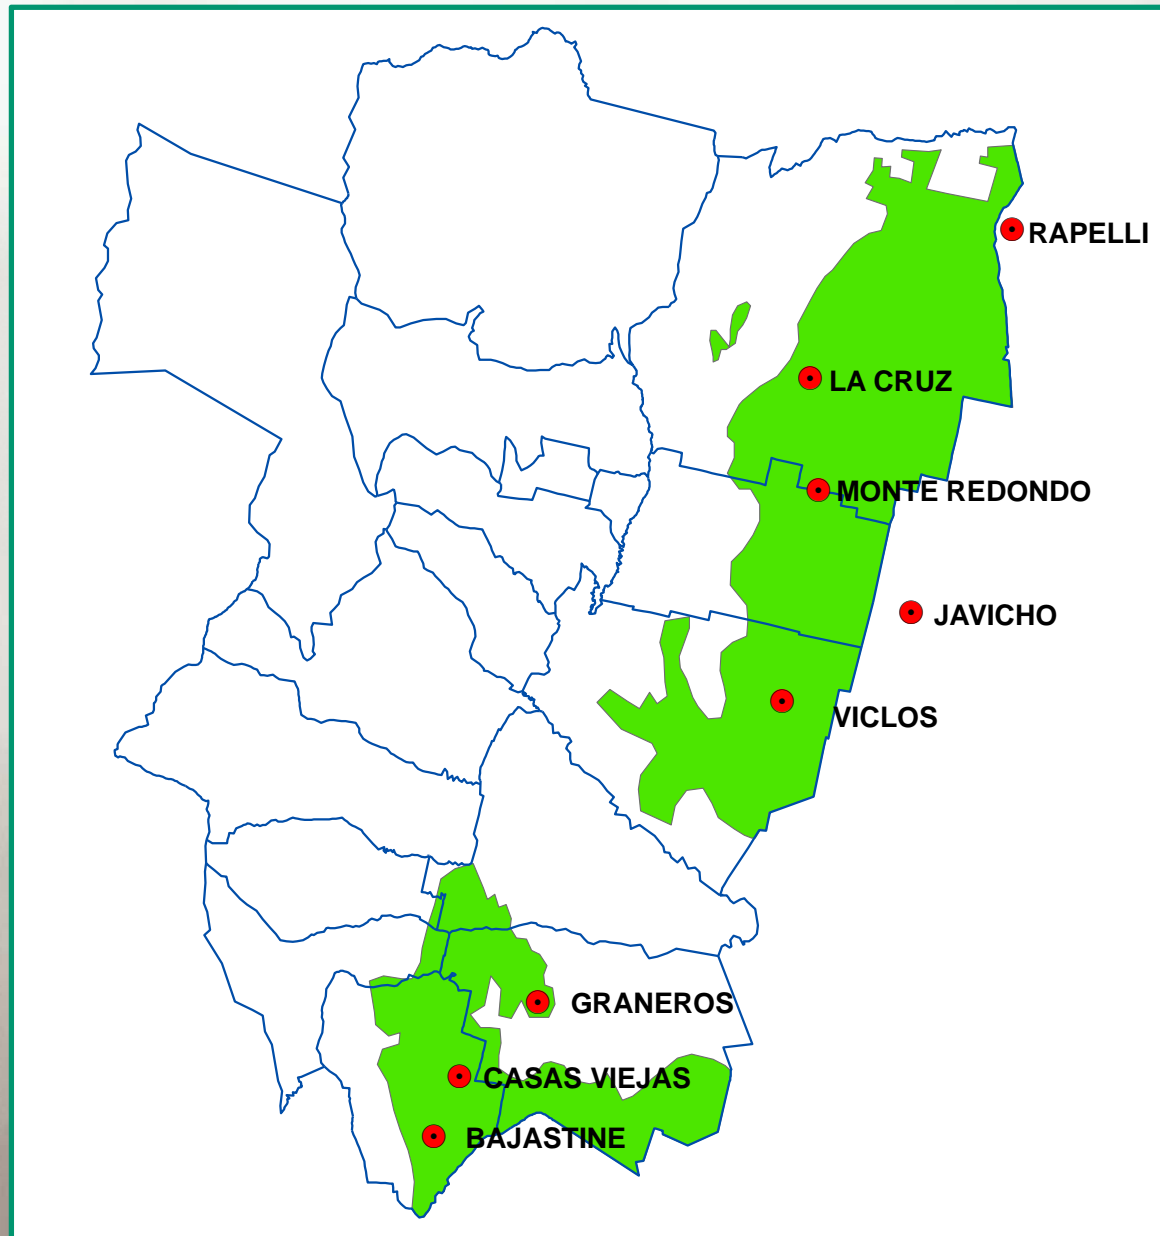 RAPELLI
LA CRUZ
MONTE REDONDO
JAVICHO
VICLOS
GRANEROS
CASAS VIEJAS
BAJASTINE